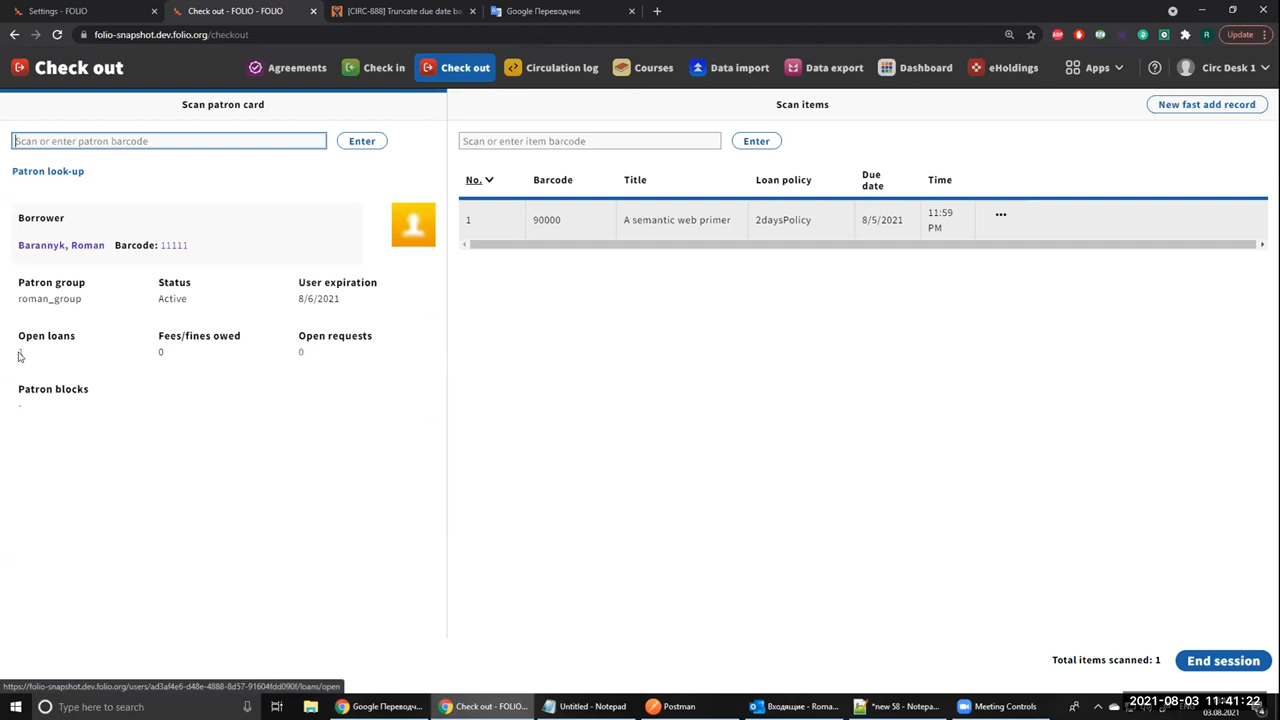 Settings - FOLIO
Check out - FOLIO - FOLIO
[CIRC-888] Truncate due date ba
Google Переводчик
folio-snapshot.dev.folio.org/checkout
Update
Check out
Agreements
Check in
Check out
Circulation log
Courses
Data import
Data export
Dashboard
eHoldings
Apps
Circ Desk 1
Scan patron card
Scan items
New fast add record
Scan or enter patron barcode
Enter
Scan or enter item barcode
Enter
Patron look-up
No. Barcode Title Loan policy Due date Time
Borrower
1 90000 A semantic web primer 2daysPolicy 8/5/2021 11:59 PM •••
Barannyk, Roman Barcode: 11111
Patron group Status User expiration
roman_group Active 8/6/2021
Open loans Fees/fines owed Open requests
0 0
Patron blocks
-
Total items scanned: 1
End session
https://folio-snapshot.dev.folio.org/users/ad3af4e6-d48e-4888-8d57-91604fdd090f/loans/open
Type here to search
Google Переводч...
Check out - FOLIO...
Untitled - Notepad
Postman
Входящие - Roma...
*new 58 - Notepa...
Meeting Controls
2021-08-03 11:41:22
03.08.2021